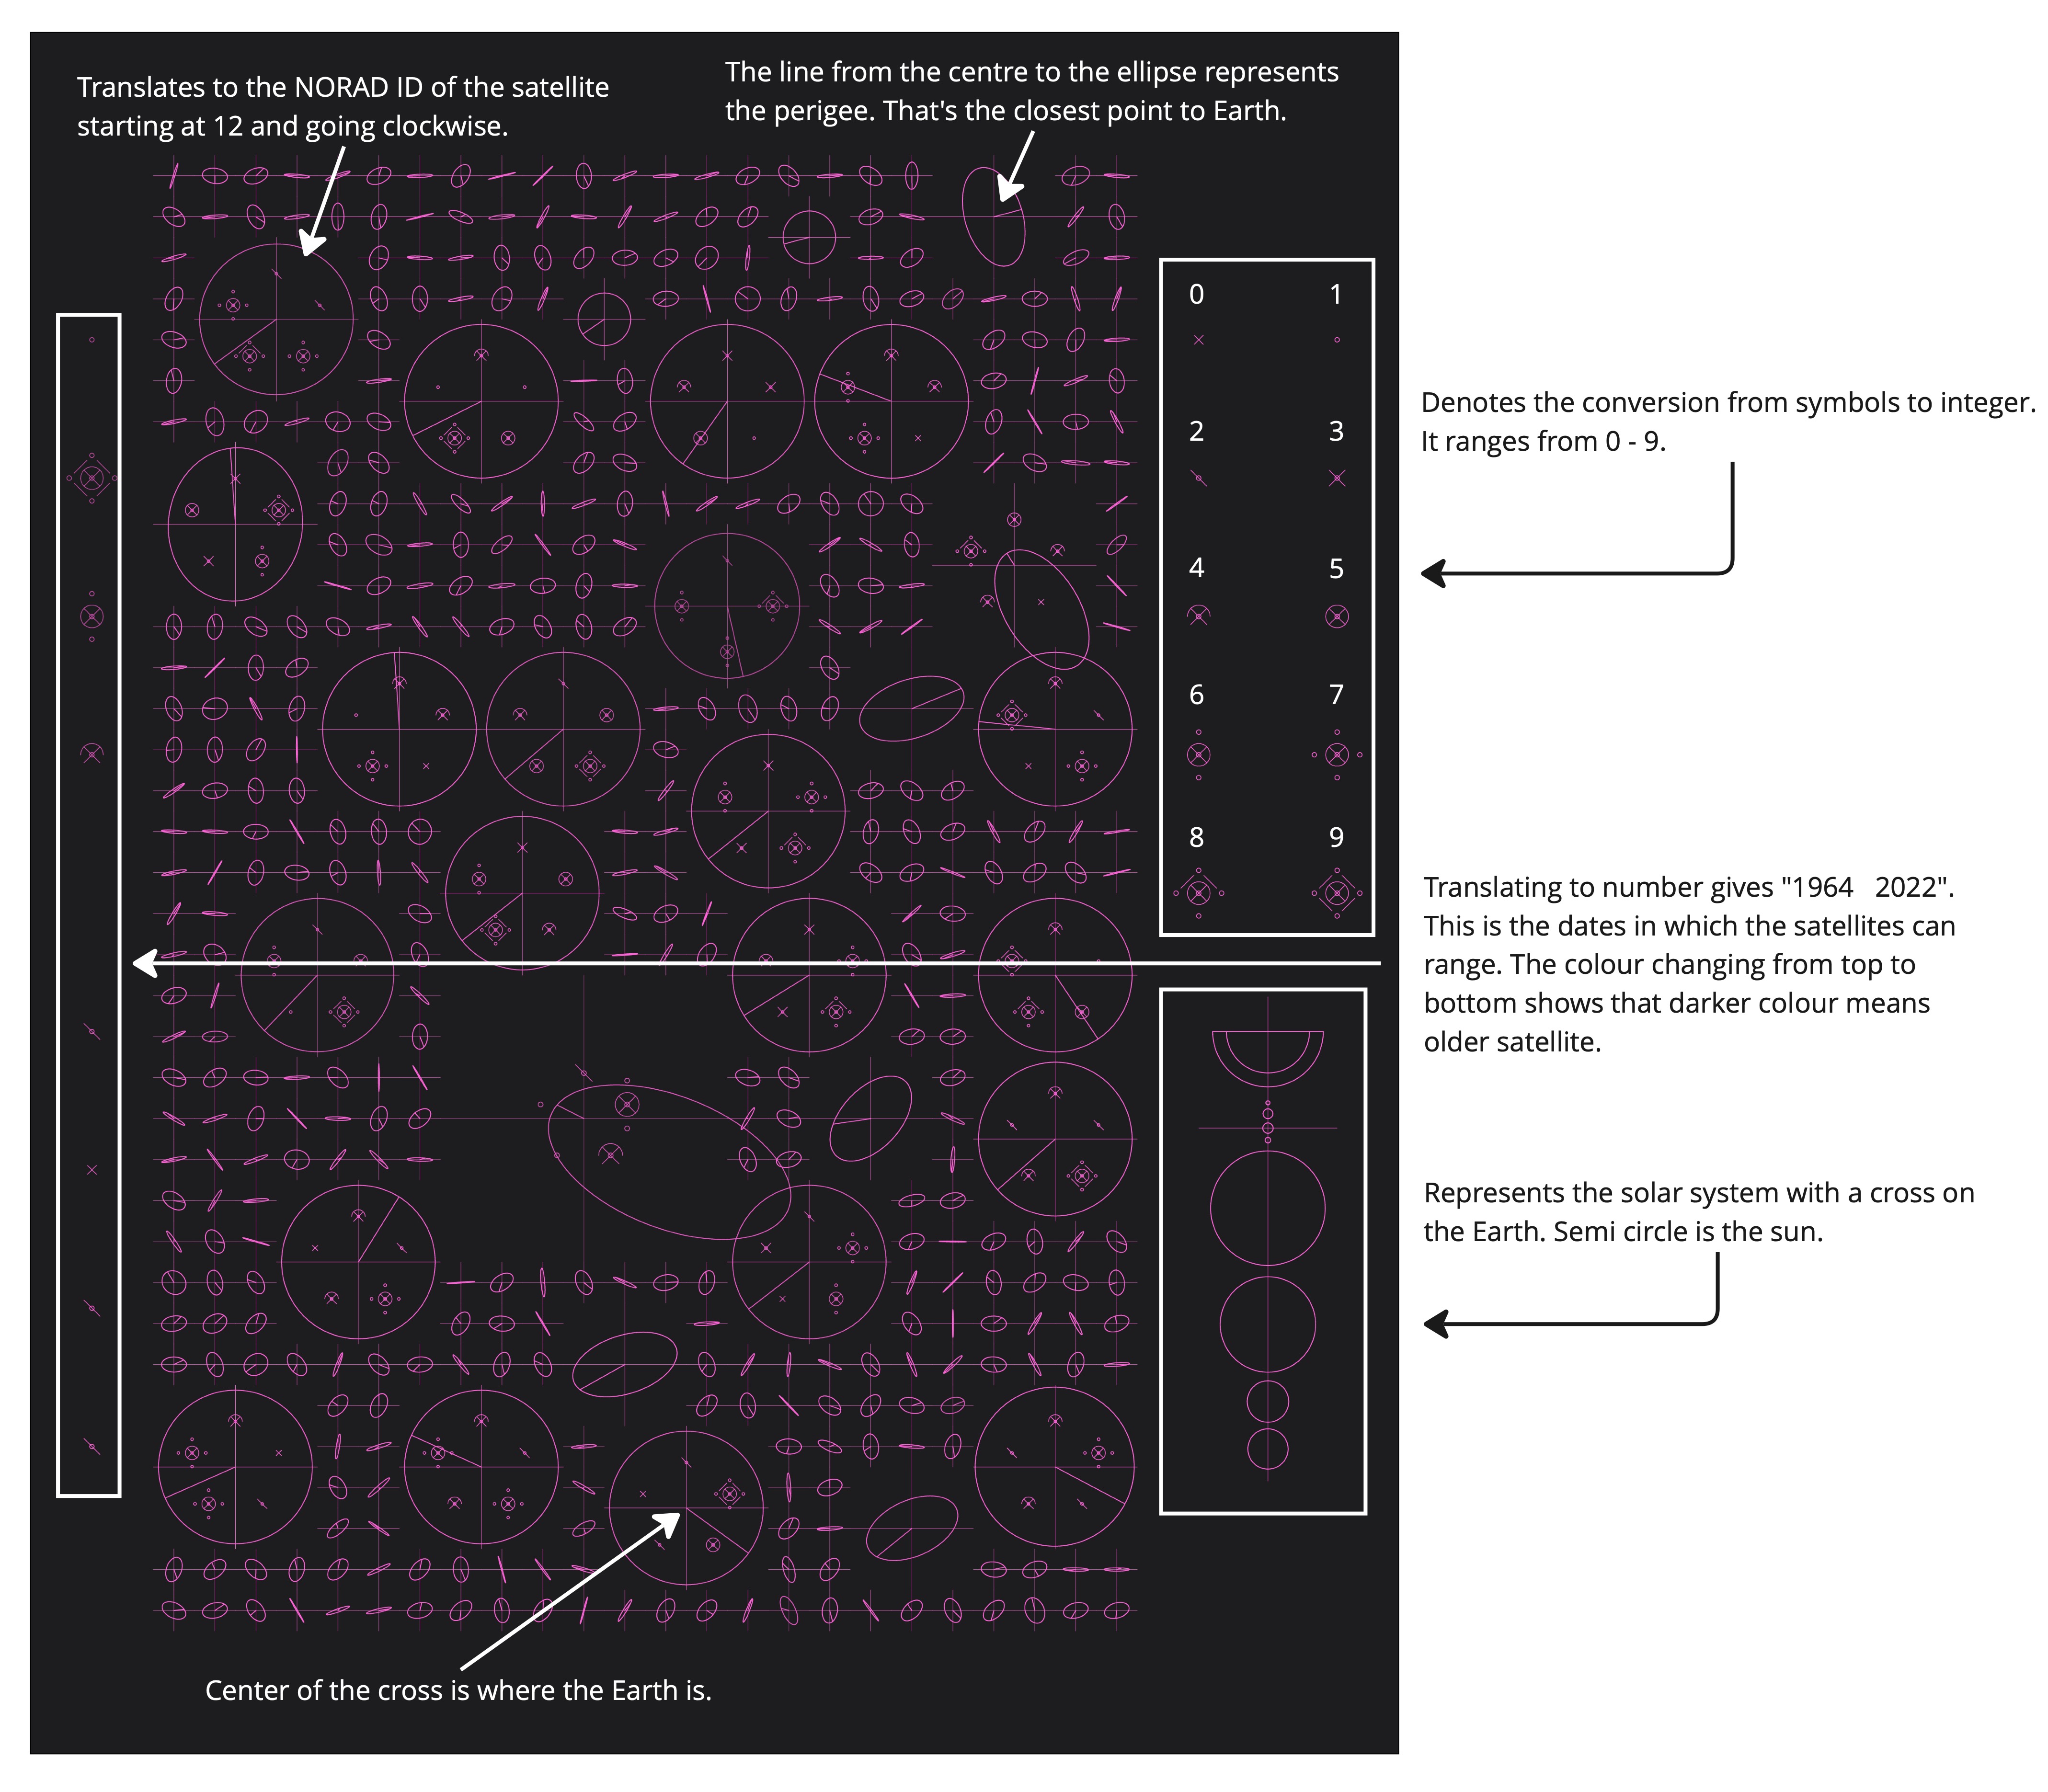 Translates to the NORAD ID of the satellite
starting at 12 and going clockwise.
The line from the centre to the ellipse represents
the perigee. That's the closest point to Earth.
0 1
2 3
4 5
6 7
8 9
Denotes the conversion from symbols to integer.
It ranges from 0 - 9.
Translating to number gives "1964   2022".
This is the dates in which the satellites can
range. The colour changing from top to
bottom shows that darker colour means
older satellite.
Represents the solar system with a cross on
the Earth. Semi circle is the sun.
Center of the cross is where the Earth is.